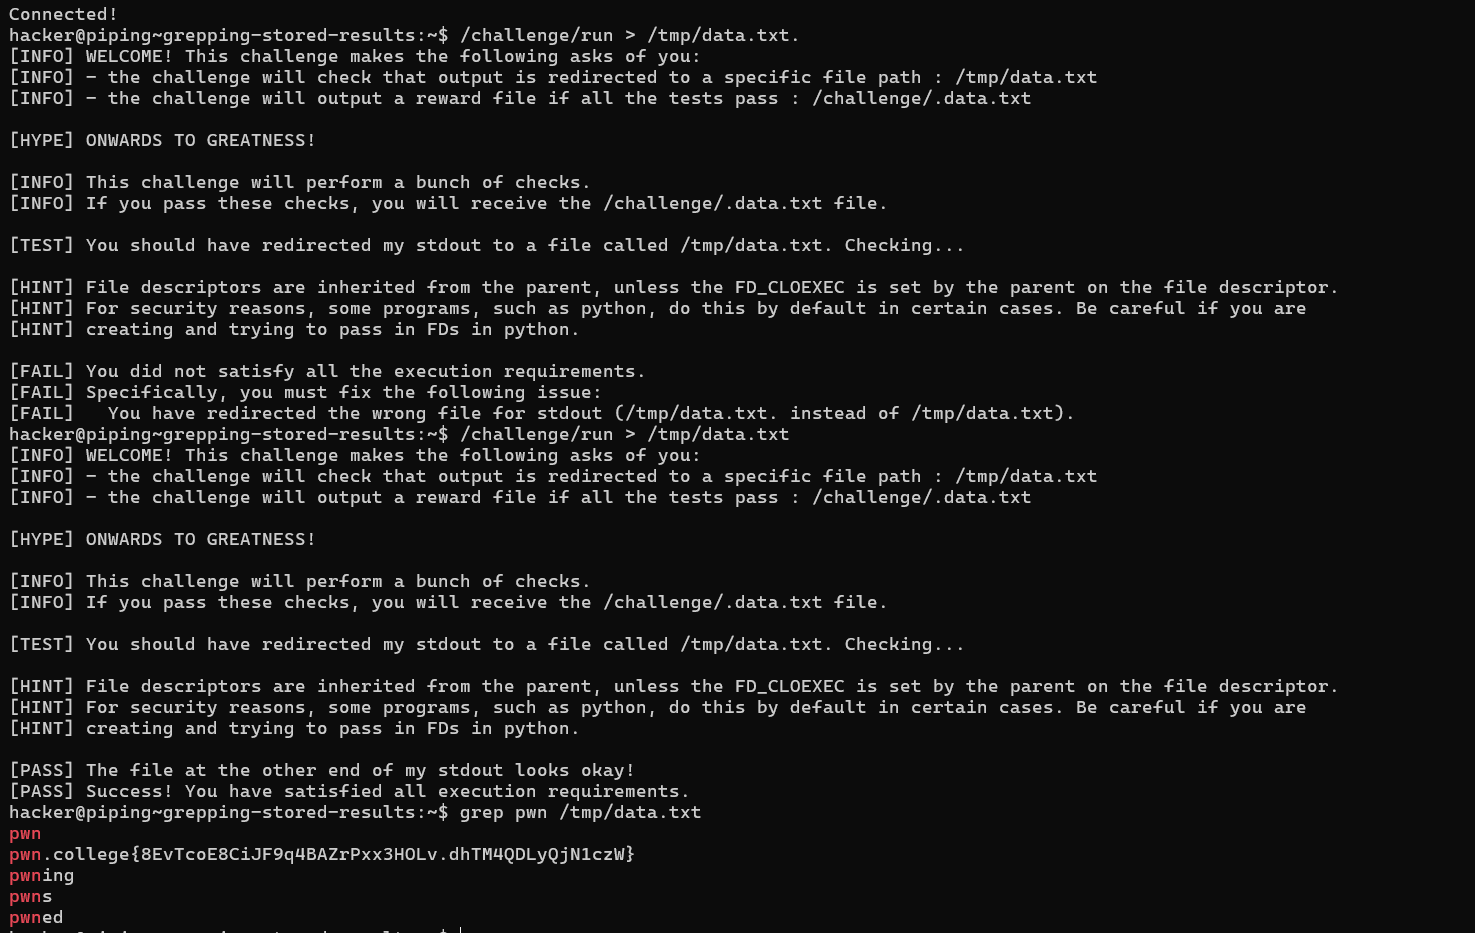 Connected!
hacker@piping~grepping-stored-results:~$ /challenge/run > /tmp/data.txt.
[INFO] WELCOME! This challenge makes the following asks of you:
[INFO] - the challenge will check that output is redirected to a specific file path : /tmp/data.txt
[INFO] - the challenge will output a reward file if all the tests pass : /challenge/.data.txt
[HYPE] ONWARDS TO GREATNESS!
[INFO] This challenge will perform a bunch of checks.
[INFO] If you pass these checks, you will receive the /challenge/.data.txt file.
[TEST] You should have redirected my stdout to a file called /tmp/data.txt. Checking...
[HINT] File descriptors are inherited from the parent, unless the FD_CLOEXEC is set by the parent on the file descriptor.
[HINT] For security reasons, some programs, such as python, do this by default in certain cases. Be careful if you are
[HINT] creating and trying to pass in FDs in python.
[FAIL] You did not satisfy all the execution requirements.
[FAIL] Specifically, you must fix the following issue:
[FAIL]   You have redirected the wrong file for stdout (/tmp/data.txt. instead of /tmp/data.txt).
hacker@piping~grepping-stored-results:~$ /challenge/run > /tmp/data.txt
[INFO] WELCOME! This challenge makes the following asks of you:
[INFO] - the challenge will check that output is redirected to a specific file path : /tmp/data.txt
[INFO] - the challenge will output a reward file if all the tests pass : /challenge/.data.txt
[HYPE] ONWARDS TO GREATNESS!
[INFO] This challenge will perform a bunch of checks.
[INFO] If you pass these checks, you will receive the /challenge/.data.txt file.
[TEST] You should have redirected my stdout to a file called /tmp/data.txt. Checking...
[HINT] File descriptors are inherited from the parent, unless the FD_CLOEXEC is set by the parent on the file descriptor.
[HINT] For security reasons, some programs, such as python, do this by default in certain cases. Be careful if you are
[HINT] creating and trying to pass in FDs in python.
[PASS] The file at the other end of my stdout looks okay!
[PASS] Success! You have satisfied all execution requirements.
hacker@piping~grepping-stored-results:~$ grep pwn /tmp/data.txt
pwn
pwn.college{8EvTcoE8CiJF9q4BAZrPxx3HOLv.dhTM4QDLyQjN1czW}
pwning
pwns
pwned